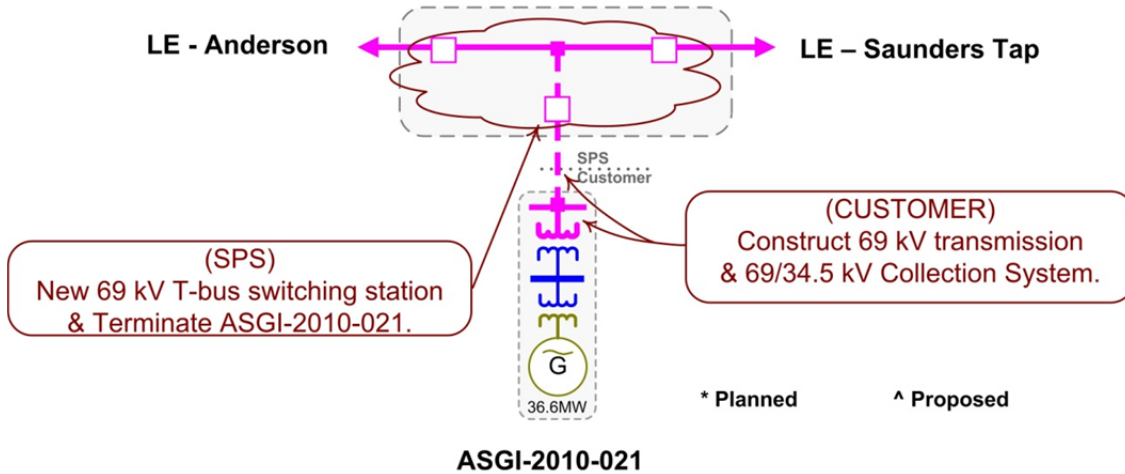 LE - Anderson
LE – Saunders Tap
SPS
Customer
(SPS)
New 69 kV T-bus switching station
& Terminate ASGI-2010-021.
(CUSTOMER)
Construct 69 kV transmission
& 69/34.5 kV Collection System.
G
36.6MW
* Planned
^ Proposed
ASGI-2010-021